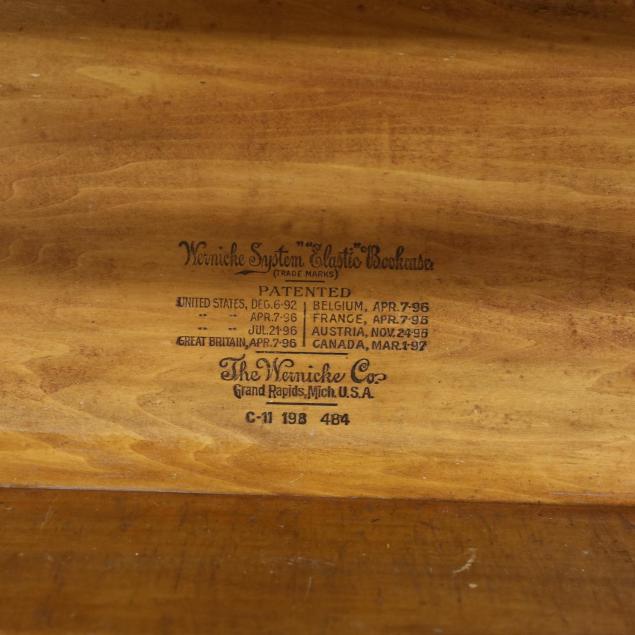 Wernicke System" "Elastic" Bookcase
(TRADE MARKS)
PATENTED
UNITED STATES, DEC. 6-92 BELGIUM, APR. 7-96
" " APR. 7-96 FRANCE, APR. 7-96
" " JUL. 21-96 AUSTRIA, NOV. 24-96
GREAT BRITAIN, APR. 7-96 CANADA, MAR. 1-97
The Wernicke Co.
Grand Rapids, Mich. U.S.A.
C-11 198 484